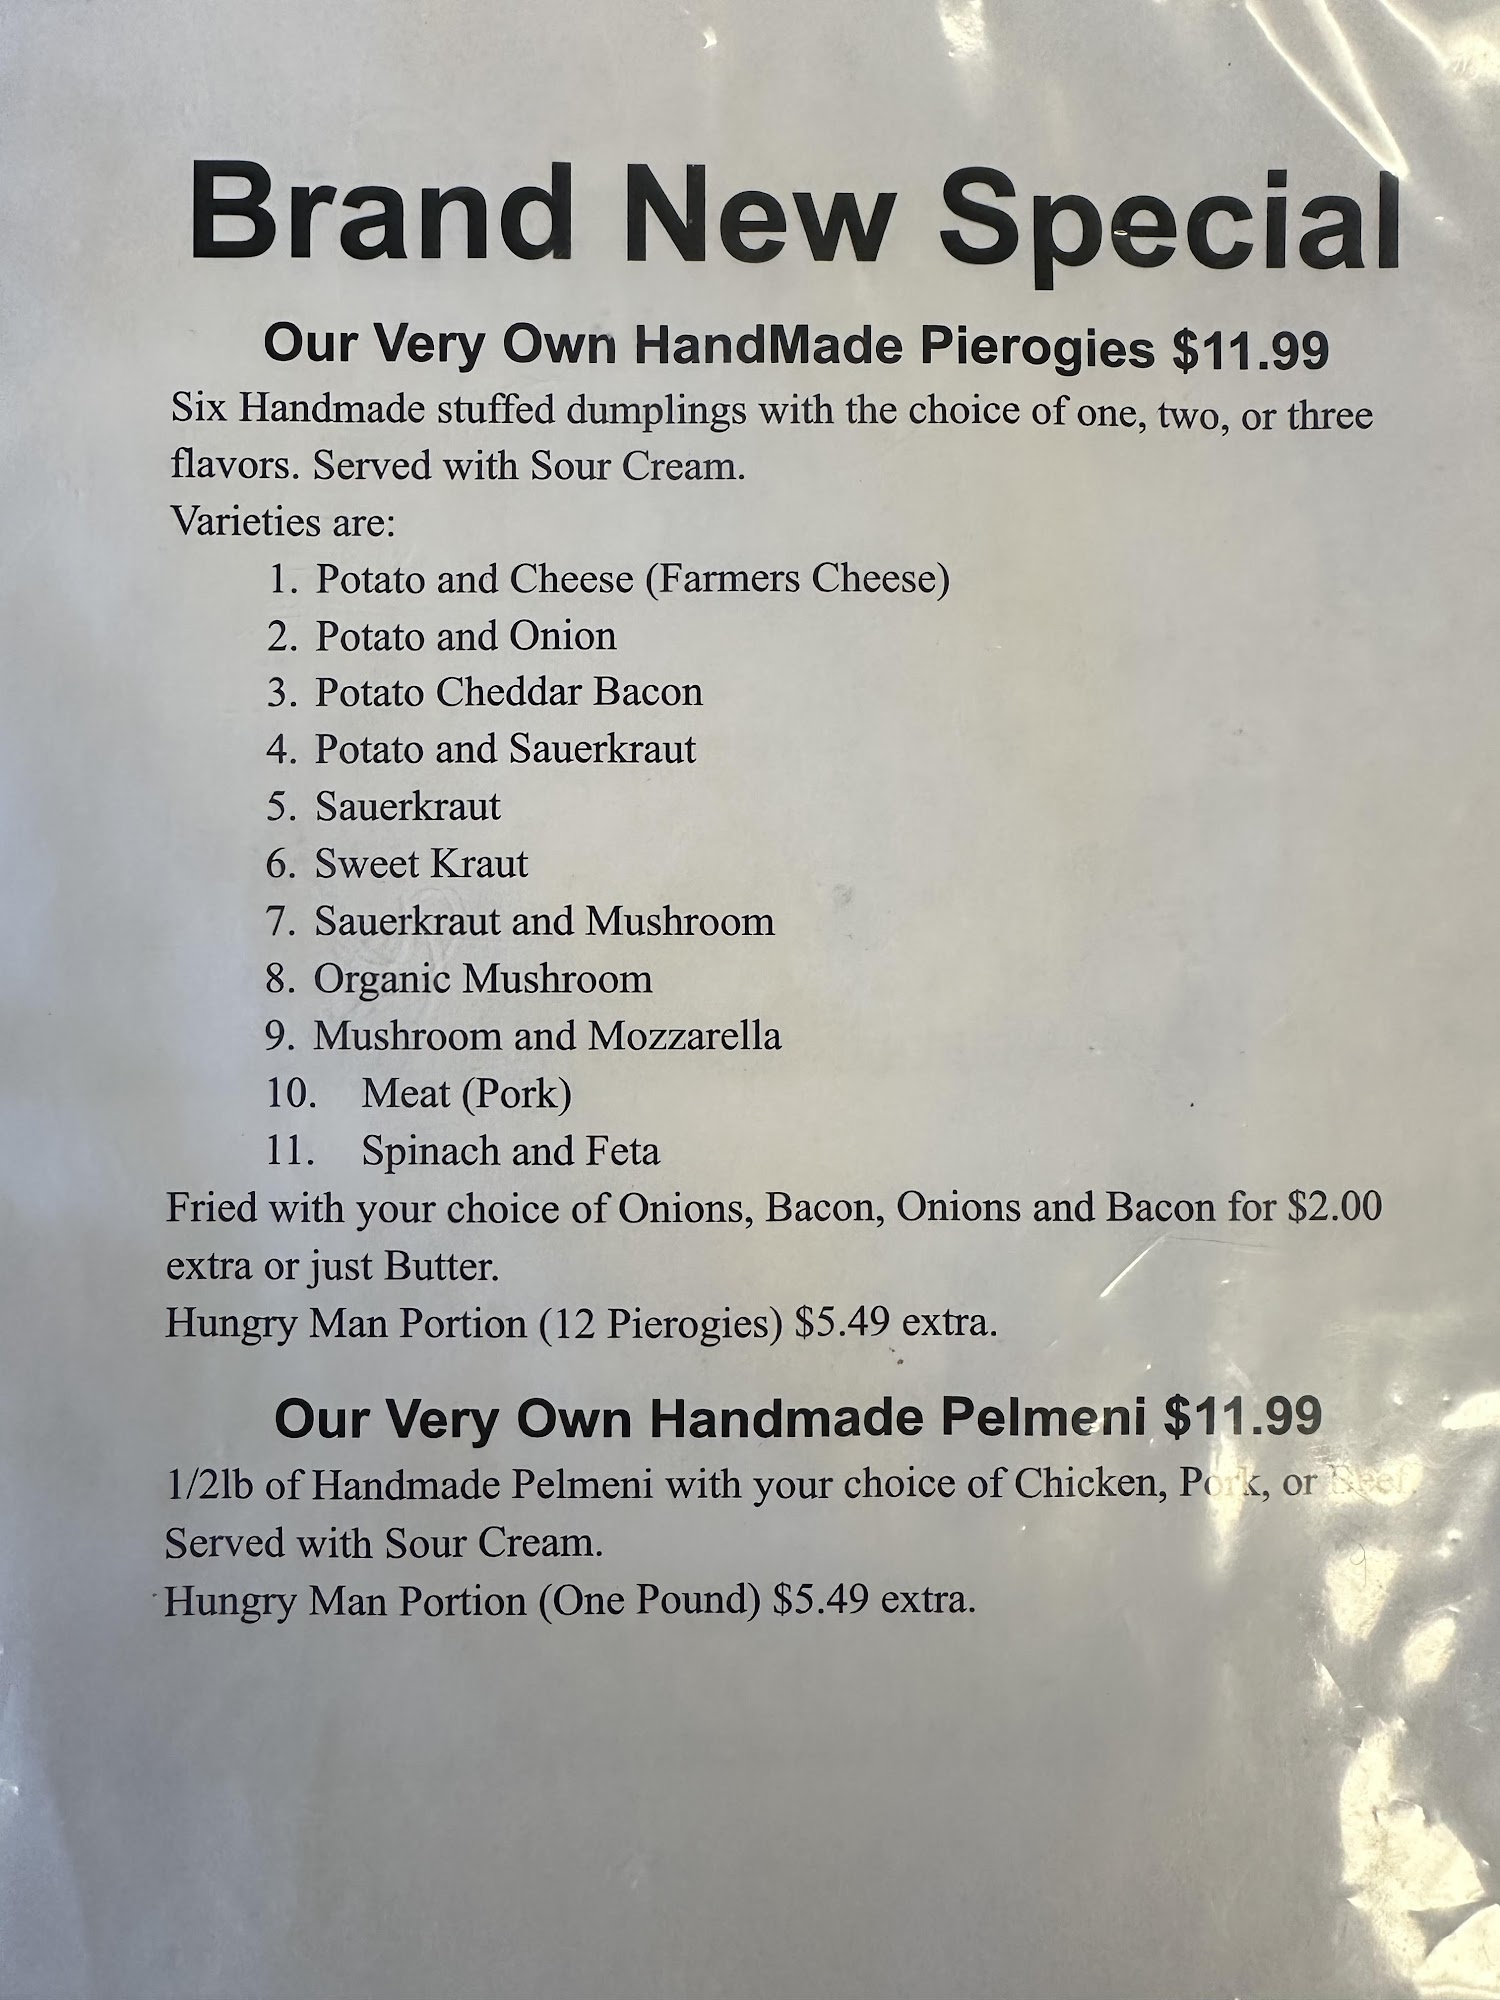 Brand New Special
Our Very Own HandMade Pierogies $11.99
Six Handmade stuffed dumplings with the choice of one, two, or three
flavors. Served with Sour Cream.
Varieties are:
1. Potato and Cheese (Farmers Cheese)
2. Potato and Onion
3. Potato Cheddar Bacon
4. Potato and Sauerkraut
5. Sauerkraut
6. Sweet Kraut
7. Sauerkraut and Mushroom
8. Organic Mushroom
9. Mushroom and Mozzarella
10. Meat (Pork)
11. Spinach and Feta
Fried with your choice of Onions, Bacon, Onions and Bacon for $2.00
extra or just Butter.
Hungry Man Portion (12 Pierogies) $5.49 extra.
Our Very Own Handmade Pelmeni $11.99
1/2lb of Handmade Pelmeni with your choice of Chicken, Pork, or Beef.
Served with Sour Cream.
Hungry Man Portion (One Pound) $5.49 extra.